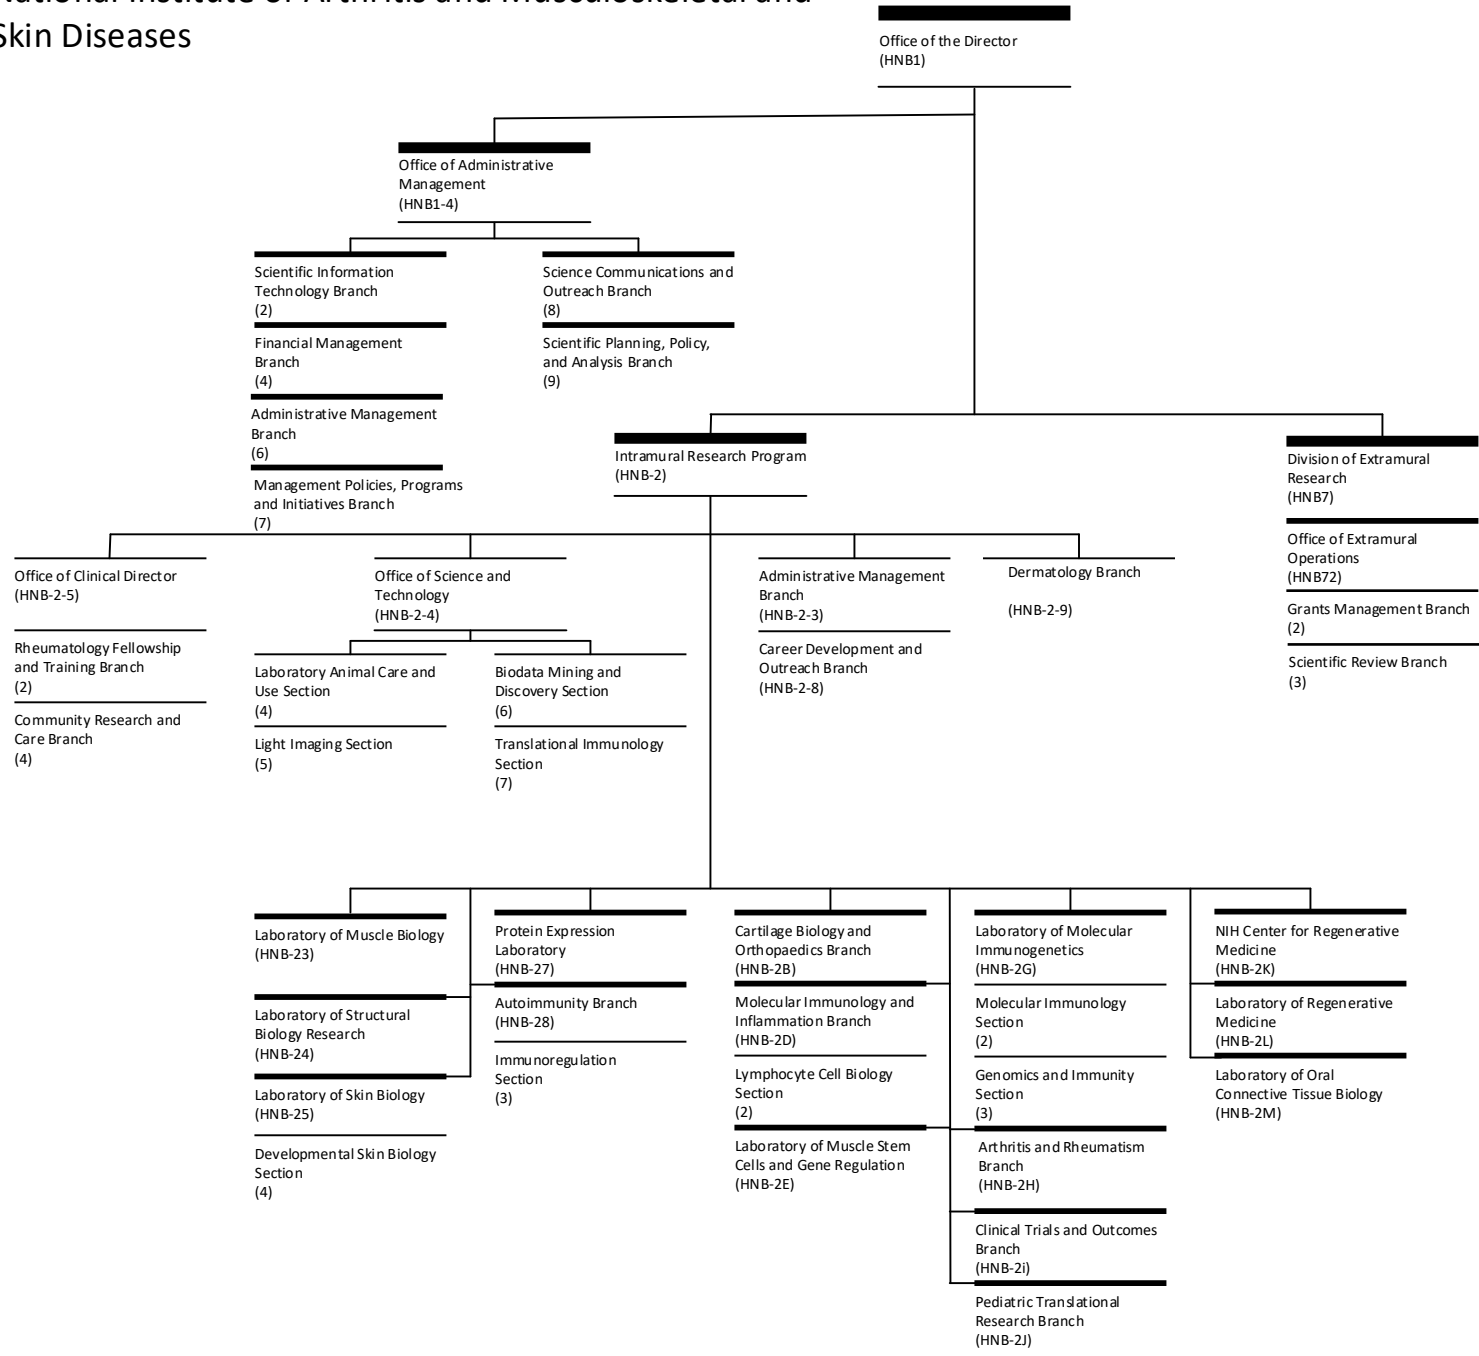 National Institute of Arthritis and Musculoskeletal and
Skin Diseases
Office of the Director
(HNB1)
Office of Administrative
Management
(HNB1-4)
Scientific Information
Technology Branch
(2)
Financial Management
Branch
(4)
Administrative Management
Branch
(6)
Management Policies, Programs
and Initiatives Branch
(7)
Science Communications and
Outreach Branch
(8)
Scientific Planning, Policy,
and Analysis Branch
(9)
Intramural Research Program
(HNB-2)
Division of Extramural
Research
(HNB7)
Office of Extramural
Operations
(HNB72)
Grants Management Branch
(2)
Scientific Review Branch
(3)
Office of Clinical Director
(HNB-2-5)
Rheumatology Fellowship
and Training Branch
(2)
Community Research and
Care Branch
(4)
Office of Science and
Technology
(HNB-2-4)
Laboratory Animal Care and
Use Section
(4)
Light Imaging Section
(5)
Biodata Mining and
Discovery Section
(6)
Translational Immunology
Section
(7)
Administrative Management
Branch
(HNB-2-3)
Career Development and
Outreach Branch
(HNB-2-8)
Dermatology Branch
(HNB-2-9)
Laboratory of Muscle Biology
(HNB-23)
Laboratory of Structural
Biology Research
(HNB-24)
Laboratory of Skin Biology
(HNB-25)
Developmental Skin Biology
Section
(4)
Protein Expression
Laboratory
(HNB-27)
Autoimmunity Branch
(HNB-28)
Immunoregulation
Section
(3)
Cartilage Biology and
Orthopaedics Branch
(HNB-2B)
Molecular Immunology and
Inflammation Branch
(HNB-2D)
Lymphocyte Cell Biology
Section
(2)
Laboratory of Muscle Stem
Cells and Gene Regulation
(HNB-2E)
Laboratory of Molecular
Immunogenetics
(HNB-2G)
Molecular Immunology
Section
(2)
Genomics and Immunity
Section
(3)
Arthritis and Rheumatism
Branch
(HNB-2H)
Clinical Trials and Outcomes
Branch
(HNB-2i)
Pediatric Translational
Research Branch
(HNB-2J)
NIH Center for Regenerative
Medicine
(HNB-2K)
Laboratory of Regenerative
Medicine
(HNB-2L)
Laboratory of Oral
Connective Tissue Biology
(HNB-2M)